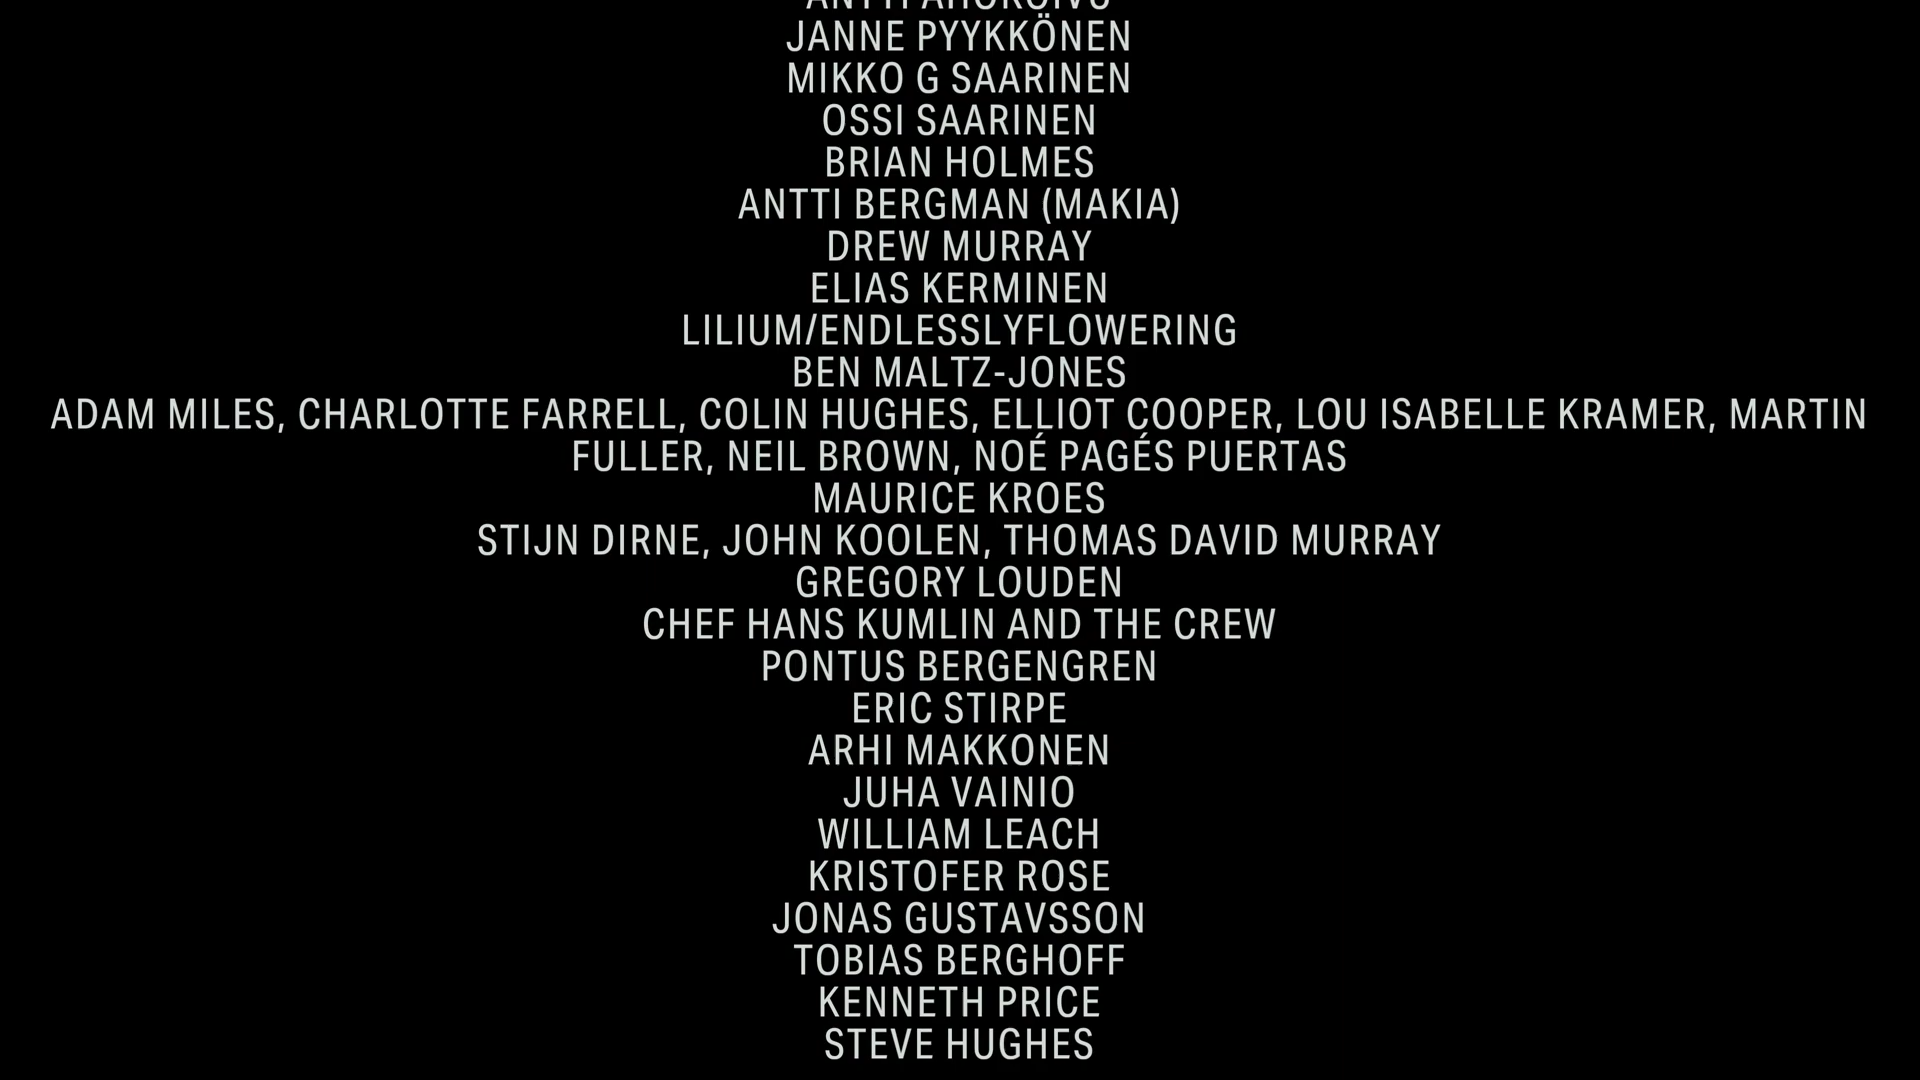 JANNE PYYKKÖNEN
MIKKO G SAARINEN
OSSI SAARINEN
BRIAN HOLMES
ANTTI BERGMAN (MAKIA)
DREW MURRAY
ELIAS KERMINEN
LILIUM/ENDLESSLYFLOWERING
BEN MALTZ-JONES
ADAM MILES, CHARLOTTE FARRELL, COLIN HUGHES, ELLIOT COOPER, LOU ISABELLE KRAMER, MARTIN
FULLER, NEIL BROWN, NOÉ PAGÉS PUERTAS
MAURICE KROES
STIJN DIRNE, JOHN KOOLEN, THOMAS DAVID MURRAY
GREGORY LOUDEN
CHEF HANS KUMLIN AND THE CREW
PONTUS BERGENGREN
ERIC STIRPE
ARHI MAKKONEN
JUHA VAINIO
WILLIAM LEACH
KRISTOFER ROSE
JONAS GUSTAVSSON
TOBIAS BERGHOFF
KENNETH PRICE
STEVE HUGHES